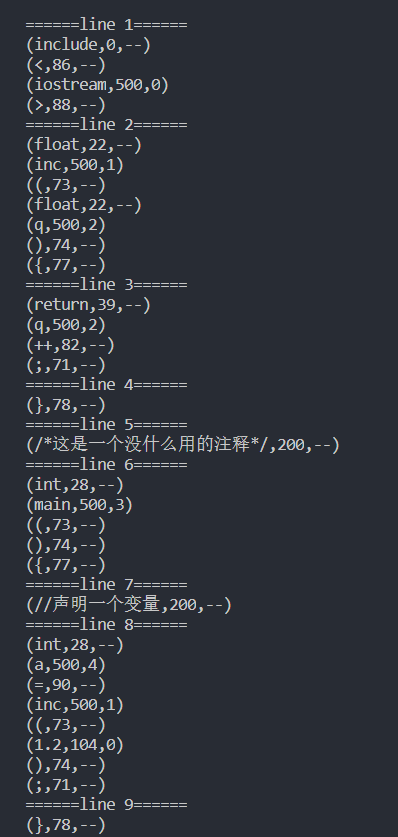 ======line 1======
(include,0,--)
(<,86,--)
(iostream,500,0)
(>,88,--)
======line 2======
(float,22,--)
(inc,500,1)
((,73,--)
(float,22,--)
(q,500,2)
(),74,--)
({,77,--)
======line 3======
(return,39,--)
(q,500,2)
(++,82,--)
(;,71,--)
======line 4======
(},78,--)
======line 5======
(/*这是一个没什么用的注释*/,200,--)
======line 6======
(int,28,--)
(main,500,3)
((,73,--)
(),74,--)
({,77,--)
======line 7======
(//声明一个变量,200,--)
======line 8======
(int,28,--)
(a,500,4)
(=,90,--)
(inc,500,1)
((,73,--)
(1.2,104,0)
(),74,--)
(;,71,--)
======line 9======
(},78,--)